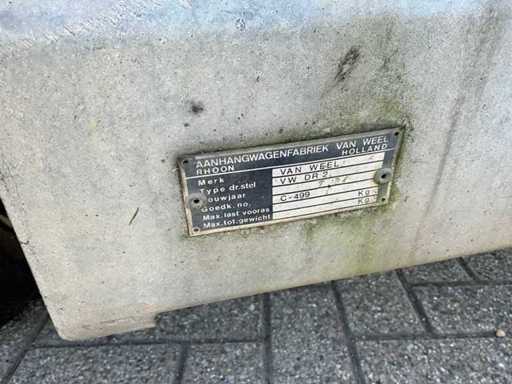 AANHANGWAGENFABRIEK VAN WEEL
RHOON HOLLAND
Merk VAN WEEL
Type dr.stel VW DR 2
Bouwjaar
Goedk. no. C-499
Max. last vooras Kg.
Max. tot. gewicht Kg.